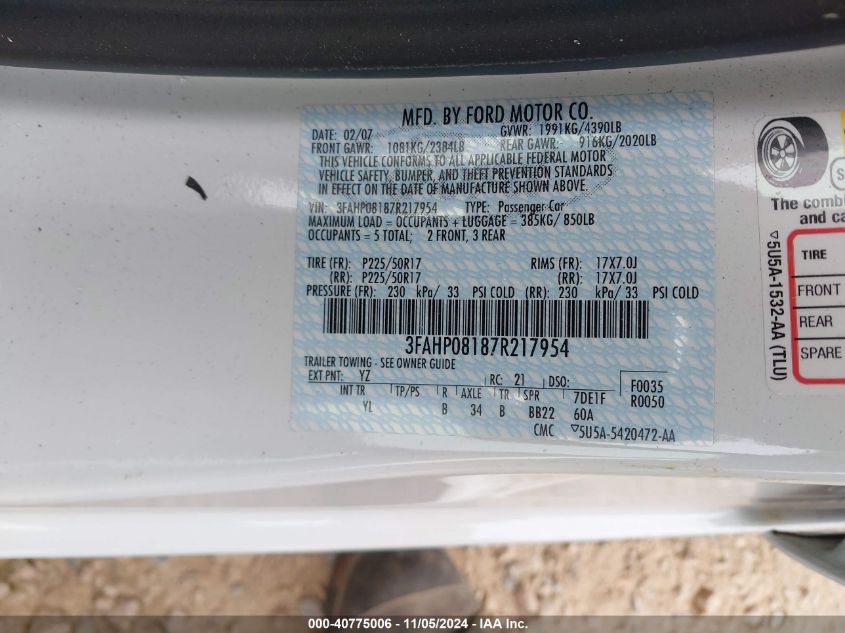 MFD. BY FORD MOTOR CO.
DATE: 02/07 GVWR: 1991KG/4390LB
FRONT GAWR: 1081KG/2384LB REAR GAWR: 916KG/2020LB
THIS VEHICLE CONFORMS TO ALL APPLICABLE FEDERAL MOTOR
VEHICLE SAFETY, BUMPER, AND THEFT PREVENTION STANDARDS
IN EFFECT ON THE DATE OF MANUFACTURE SHOWN ABOVE.
VIN: 3FAHP08187R217954 TYPE: Passenger Car
MAXIMUM LOAD = OCCUPANTS + LUGGAGE = 385KG/ 850LB
OCCUPANTS = 5 TOTAL; 2 FRONT, 3 REAR
TIRE (FR): P225/50R17 RIMS (FR): 17X7.0J
(RR): P225/50R17 (RR): 17X7.0J
PRESSURE (FR): 230 kPa/ 33 PSI COLD (RR): 230 kPa/ 33 PSI COLD
3FAHP08187R217954
TRAILER TOWING - SEE OWNER GUIDE
EXT PNT: YZ RC: 21 DSO: F0035
INT TR TP/PS R AXLE TR SPR 7DE1F R0050
YL B 34 B BB22 60A
CMC ▽5U5A-5420472-AA
The comb
and ca
▽5U5A-1532-AA (TLU)
TIRE
FRONT
REAR
SPARE
000-40775006 - 11/05/2024 - IAA Inc.